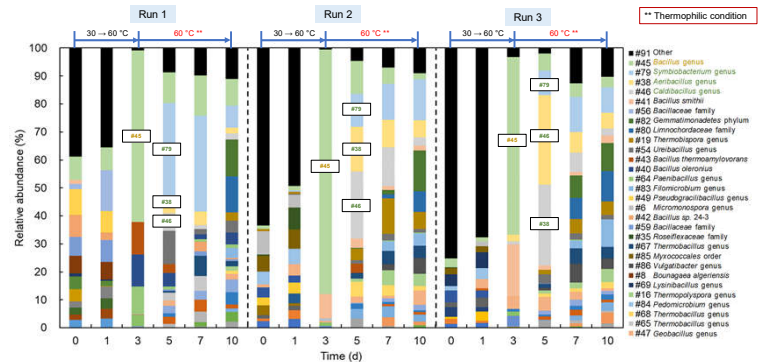 Run 1
Run 2
Run 3
** Thermophilic condition
30 → 60 °C
60 °C **
30 → 60 °C
60 °C **
30 → 60 °C
60 °C **
Relative abundance (%)
100
90
80
70
60
50
40
30
20
10
0
#45
#79
#38
#46
#45
#79
#38
#46
#45
#79
#46
#38
0 1 3 5 7 10
0 1 3 5 7 10
0 1 3 5 7 10
Time (d)
#91 Other
#45 Bacillus genus
#79 Symbiobacterium genus
#38 Aeribacillus genus
#46 Caldibacillus genus
#41 Bacillus smithii
#56 Bacillaceae family
#82 Gemmatimonadetes phylum
#80 Limnochordaceae family
#19 Thermobispora genus
#54 Ureibacillus genus
#43 Bacillus thermoamylovorans
#40 Bacillus oleronius
#64 Paenibacillus genus
#83 Filomicrobium genus
#49 Pseudogracilibacillus genus
#6 Micromonospora genus
#42 Bacillus sp. 24-3
#59 Bacillaceae family
#35 Roseiflexaceae family
#67 Thermobacillus genus
#85 Myxococcales order
#86 Vulgatibacter genus
#8 Bounagaea algeriensis
#69 Lysinibacillus genus
#15 Thermopolyspora genus
#84 Pedomicrobium genus
#68 Thermobacillus genus
#65 Thermobacillus genus
#47 Geobacillus genus